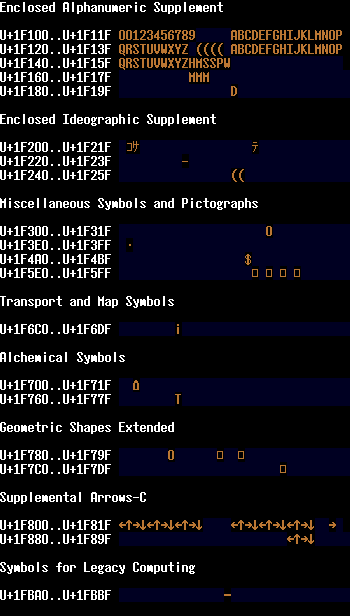 Enclosed Alphanumeric Supplement
U+1F100..U+1F11F OO123456789 ABCDEFGHIJKLMNOP
U+1F120..U+1F13F QRSTUVWXYZ (((( ABCDEFGHIJKLMNOP
U+1F140..U+1F15F QRSTUVWXYZHMSSPW
U+1F160..U+1F17F MMM
U+1F180..U+1F19F D
Enclosed Ideographic Supplement
U+1F200..U+1F21F ｺｻ ﾃ
U+1F220..U+1F23F −
U+1F240..U+1F25F ((
Miscellaneous Symbols and Pictographs
U+1F300..U+1F31F O
U+1F3E0..U+1F3FF ·
U+1F4A0..U+1F4BF $
U+1F5E0..U+1F5FF □ □ □ □
Transport and Map Symbols
U+1F6C0..U+1F6DF i
Alchemical Symbols
U+1F700..U+1F71F
U+1F760..U+1F77F T
Geometric Shapes Extended
U+1F780..U+1F79F O □ □
U+1F7C0..U+1F7DF □
Supplemental Arrows-C
U+1F800..U+1F81F ←↑→↓←↑→↓←↑→↓ ←↑→↓←↑→↓←↑→↓ →
U+1F880..U+1F89F ←↑→↓
Symbols for Legacy Computing
U+1FBA0..U+1FBBF −